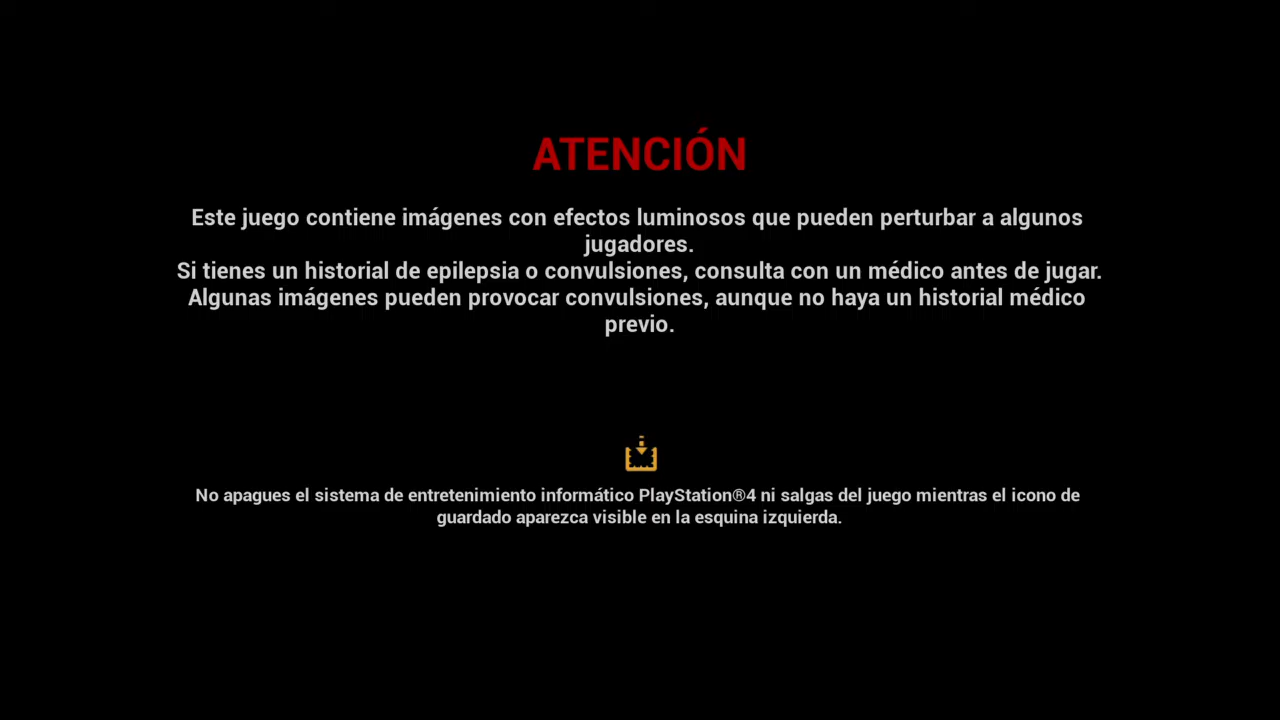 ATENCIÓN
Este juego contiene imágenes con efectos luminosos que pueden perturbar a algunos
jugadores.
Si tienes un historial de epilepsia o convulsiones, consulta con un médico antes de jugar.
Algunas imágenes pueden provocar convulsiones, aunque no haya un historial médico
previo.
No apagues el sistema de entretenimiento informático PlayStation®4 ni salgas del juego mientras el icono de
guardado aparezca visible en la esquina izquierda.